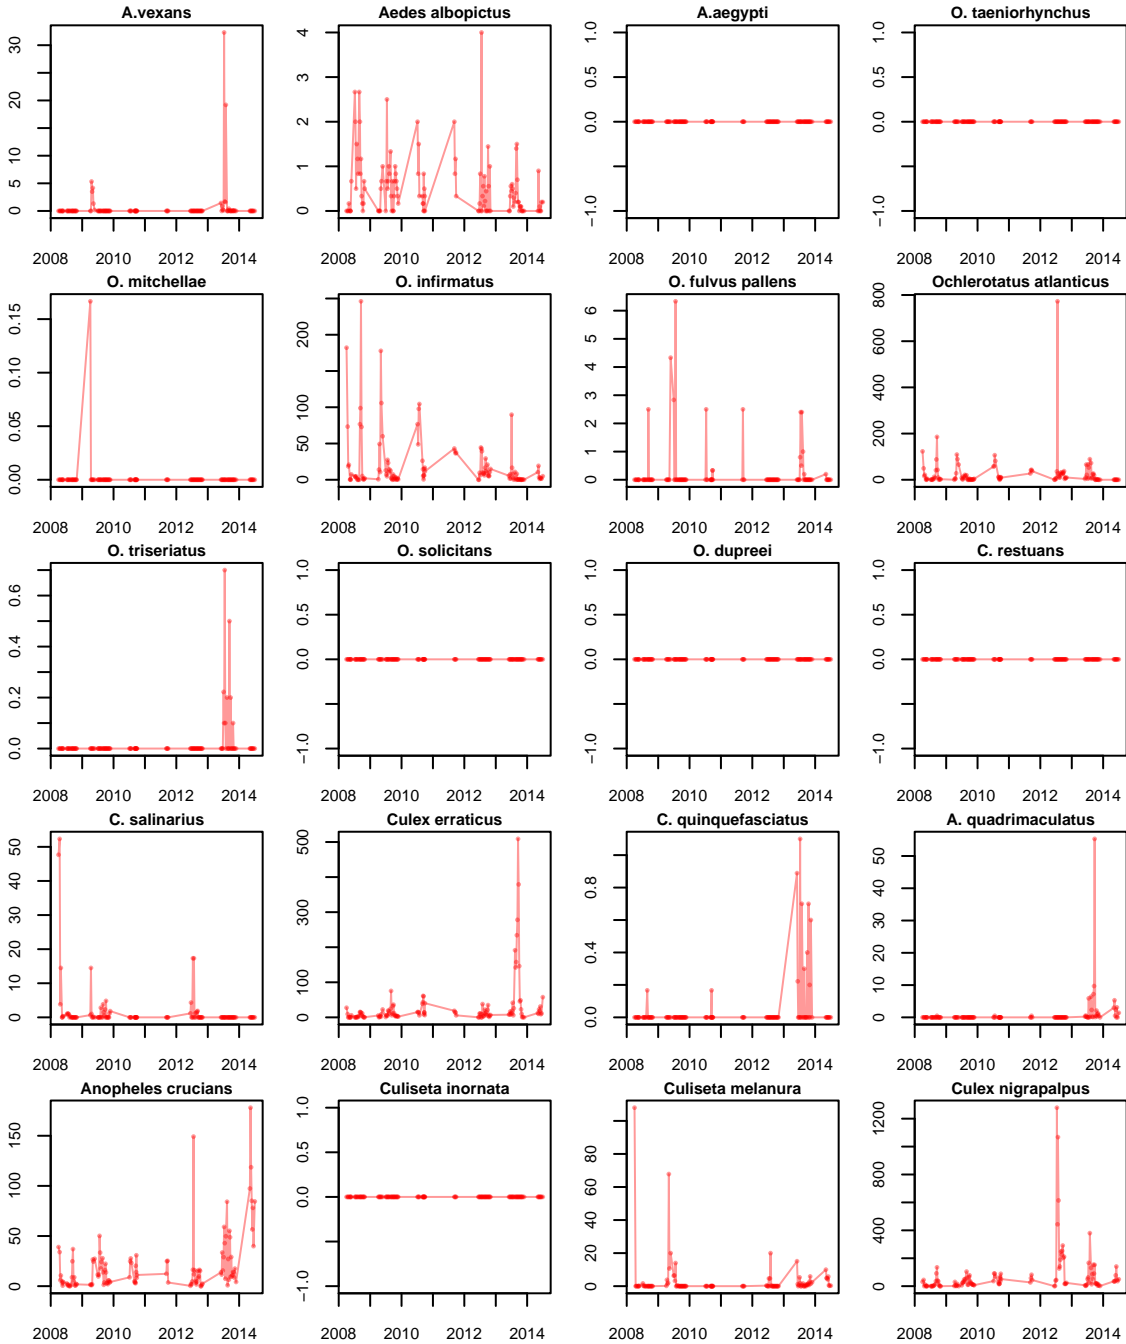 A.vexans Aedes albopictus A.aegypti O. taeniorhynchus
0 5 15 30
0 1 2 3 4
−1.0 0.0 0.5 1.0
−1.0 0.0 0.5 1.0
2008 2010 2012 2014 2008 2010 2012 2014 2008 2010 2012 2014 2008 2010 2012 2014
O. mitchellae O. infirmatus O. fulvus pallens Ochlerotatus atlanticus
0.00 0.05 0.10 0.15
0 50 100 200
0 1 2 3 4 5 6
0 200 400 600 800
2008 2010 2012 2014 2008 2010 2012 2014 2008 2010 2012 2014 2008 2010 2012 2014
O. triseriatus O. solicitans O. dupreei C. restuans
0.0 0.2 0.4 0.6
−1.0 0.0 0.5 1.0
−1.0 0.0 0.5 1.0
−1.0 0.0 0.5 1.0
2008 2010 2012 2014 2008 2010 2012 2014 2008 2010 2012 2014 2008 2010 2012 2014
C. salinarius Culex erraticus C. quinquefasciatus A. quadrimaculatus
0 10 20 30 40 50
0 100 300 500
0.0 0.4 0.8
0 10 20 30 40 50
2008 2010 2012 2014 2008 2010 2012 2014 2008 2010 2012 2014 2008 2010 2012 2014
Anopheles crucians Culiseta inornata Culiseta melanura Culex nigrapalpus
0 50 100 150
−1.0 0.0 0.5 1.0
0 20 40 60 80
0 400 800 1200
2008 2010 2012 2014 2008 2010 2012 2014 2008 2010 2012 2014 2008 2010 2012 2014